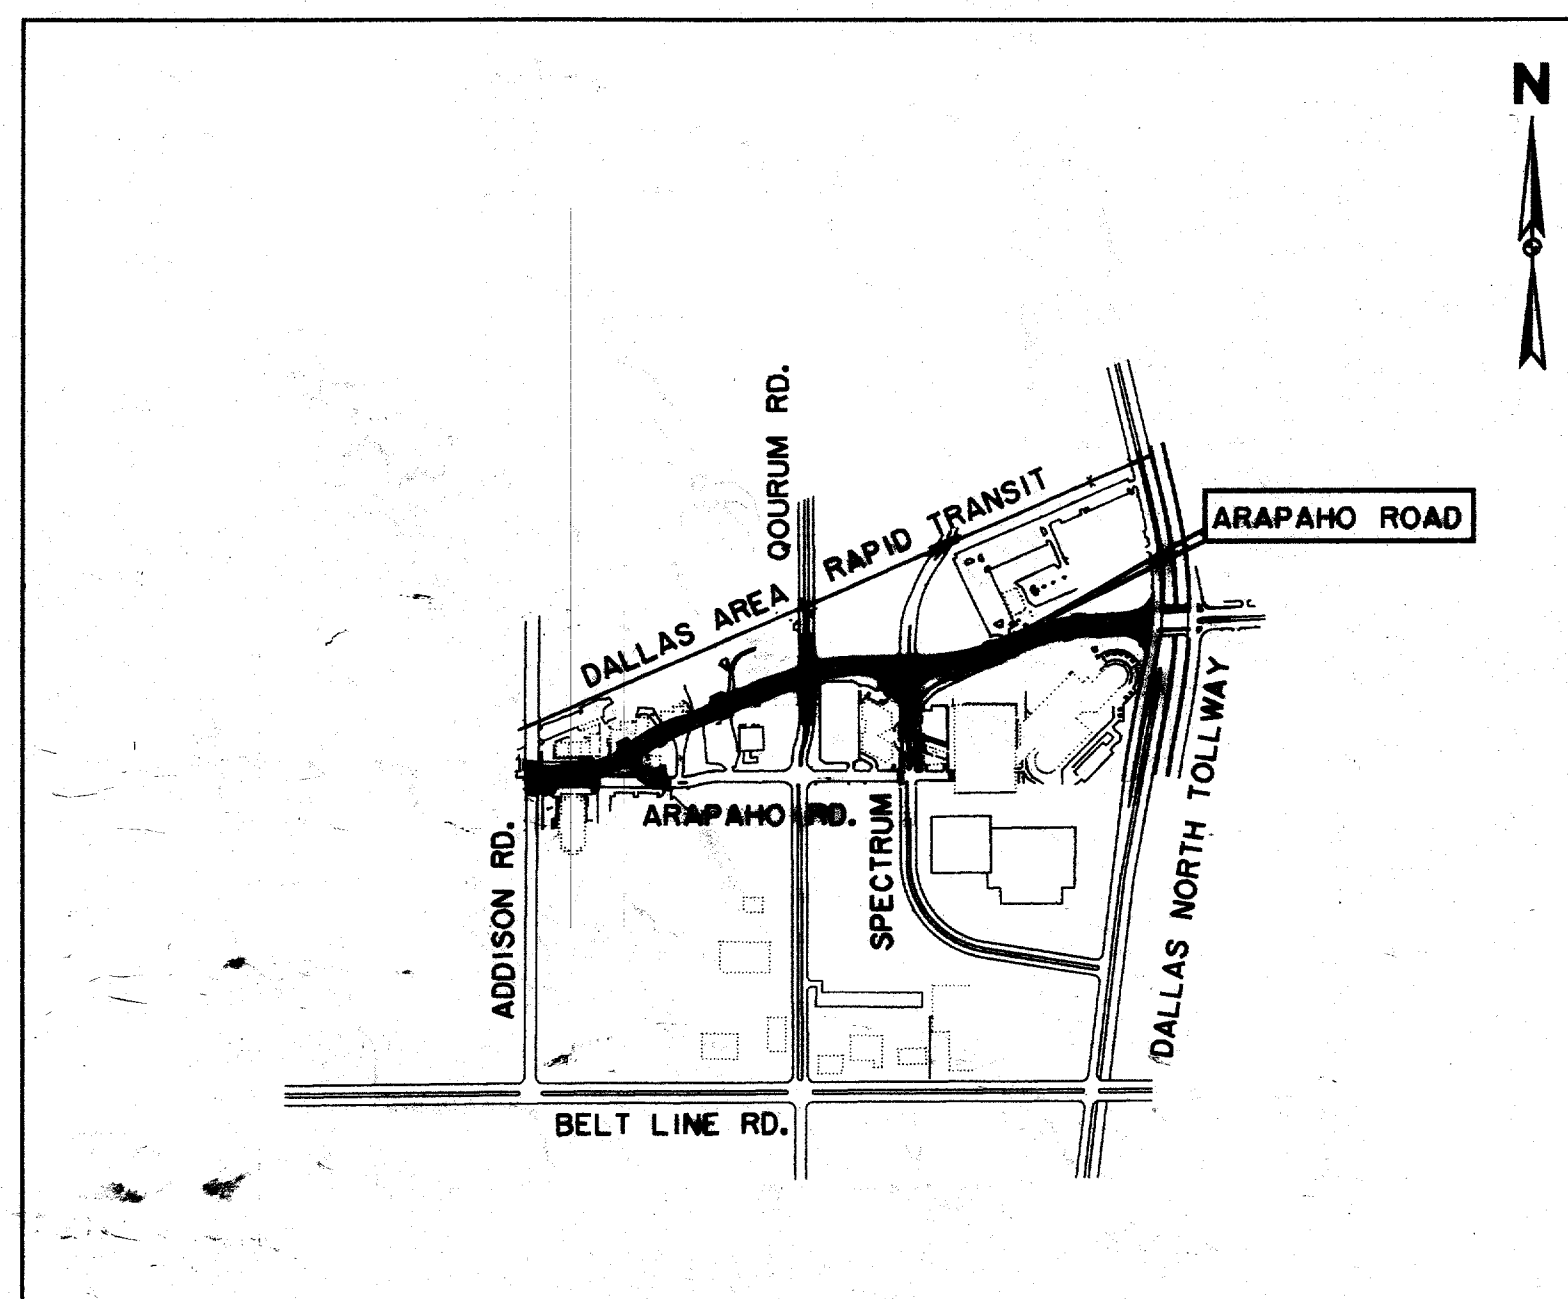 N
QOURUM RD.
ARAPAHO ROAD
DALLAS AREA RAPID TRANSIT
ARAPAHO RD.
ADDISON RD.
SPECTRUM
DALLAS NORTH TOLLWAY
BELT LINE RD.